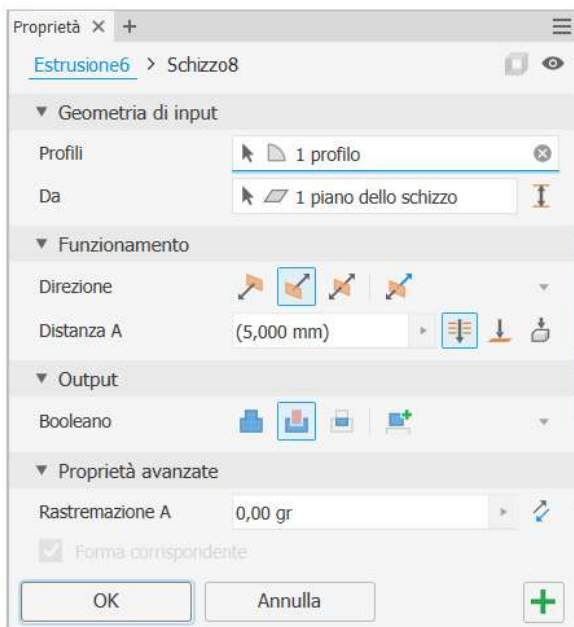 Proprietà × +
Estrusione6 > Schizzo8
Geometria di input
Profili 1 profilo
Da 1 piano dello schizzo
Funzionamento
Direzione
Distanza A (5,000 mm)
Output
Booleano
Proprietà avanzate
Rastremazione A 0,00 gr
Forma corrispondente
OK Annulla